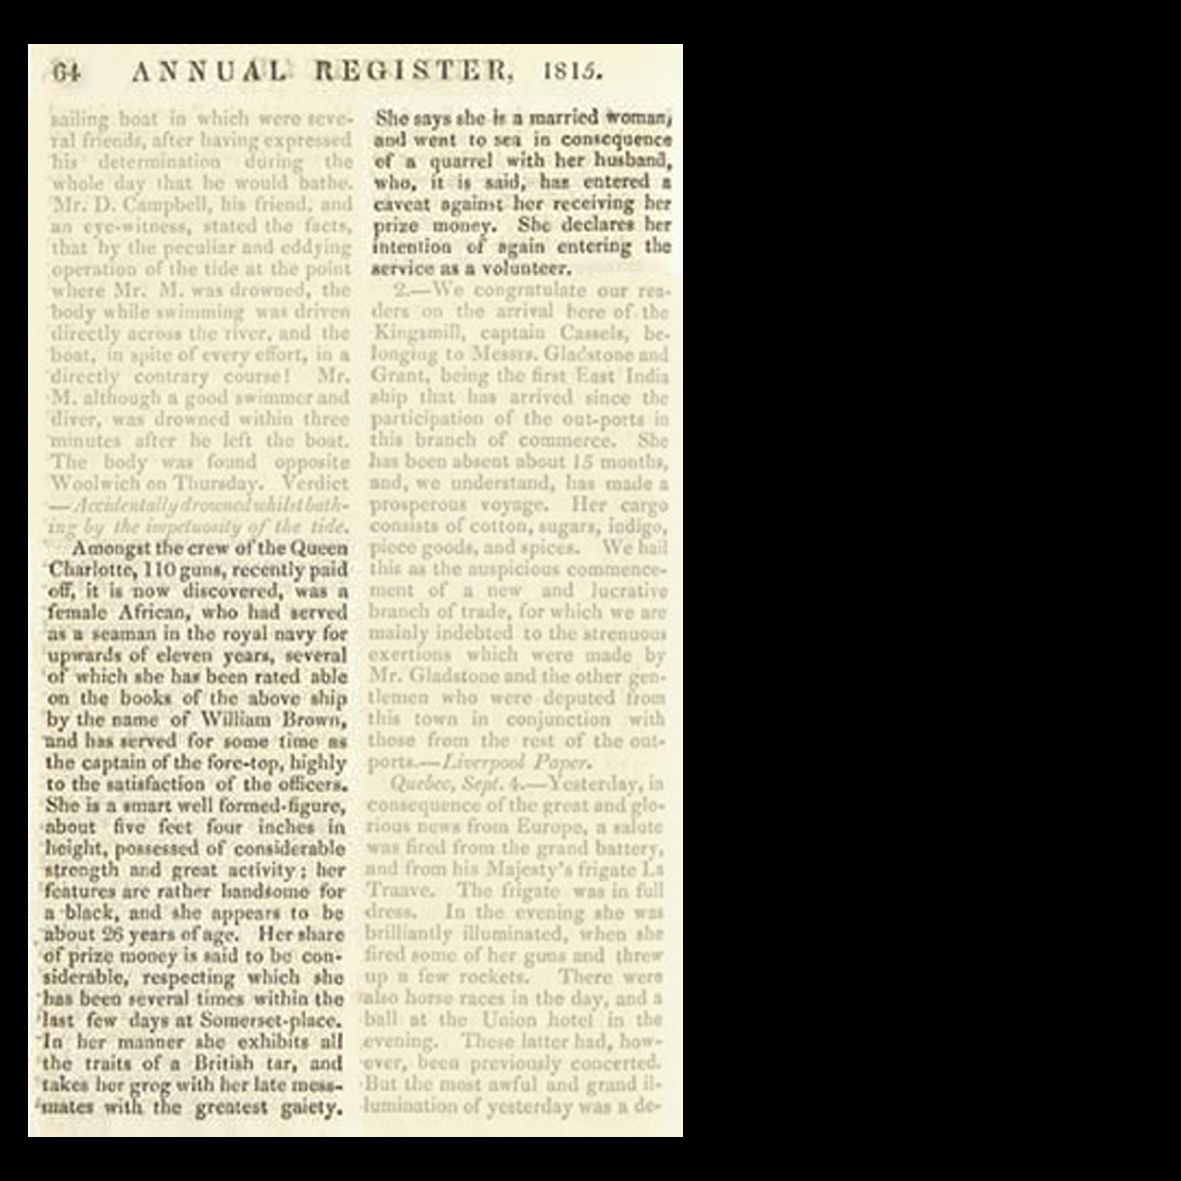 64 ANNUAL REGISTER, 1815.
sailing boat in which were seve-
ral friends, after having expressed
his determination during the
whole day that he would bathe.
Mr. D. Campbell, his friend, and
an eye-witness, stated the facts,
that by the peculiar and eddying
operation of the tide at the point
where Mr. M. was drowned, the
body while swimming was driven
directly across the river, and the
boat, in spite of every effort, in a
directly contrary course! Mr.
M. although a good swimmer and
diver, was drowned within three
minutes after he left the boat.
The body was found opposite
Woolwich on Thursday. Verdict
—Accidentally drowned whilst bath-
ing by the impetuosity of the tide.
Amongst the crew of the Queen
Charlotte, 110 guns, recently paid
off, it is now discovered, was a
female African, who had served
as a seaman in the royal navy for
upwards of eleven years, several
of which she has been rated able
on the books of the above ship
by the name of William Brown,
and has served for some time as
the captain of the fore-top, highly
to the satisfaction of the officers.
She is a smart well formed-figure,
about five feet four inches in
height, possessed of considerable
strength and great activity; her
features are rather handsome for
a black, and she appears to be
about 26 years of age. Her share
of prize money is said to be con-
siderable, respecting which she
has been several times within the
last few days at Somerset-place.
In her manner she exhibits all
the traits of a British tar, and
takes her grog with her late mess-
mates with the greatest gaiety.
She says she is a married woman,
and went to sea in consequence
of a quarrel with her husband,
who, it is said, has entered a
caveat against her receiving her
prize money. She declares her
intention of again entering the
service as a volunteer.
2.—We congratulate our rea-
ders on the arrival here of the
Kingsmill, captain Cassels, be-
longing to Messrs. Gladstone and
Grant, being the first East India
ship that has arrived since the
participation of the out-ports in
this branch of commerce. She
has been absent about 15 months,
and, we understand, has made a
prosperous voyage. Her cargo
consists of cotton, sugars, indigo,
piece goods, and spices. We hail
this as the auspicious commence-
ment of a new and lucrative
branch of trade, for which we are
mainly indebted to the strenuous
exertions which were made by
Mr. Gladstone and the other gen-
tlemen who were deputed from
this town in conjunction with
those from the rest of the out-
ports.—Liverpool Paper.
Quebec, Sept. 4.—Yesterday, in
consequence of the great and glo-
rious news from Europe, a salute
was fired from the grand battery,
and from his Majesty's frigate La
Traave. The frigate was in full
dress. In the evening she was
brilliantly illuminated, when she
fired some of her guns and threw
up a few rockets. There were
also horse races in the day, and a
ball at the Union hotel in the
evening. These latter had, how-
ever, been previously concerted.
But the most awful and grand il-
lumination of yesterday was a de-